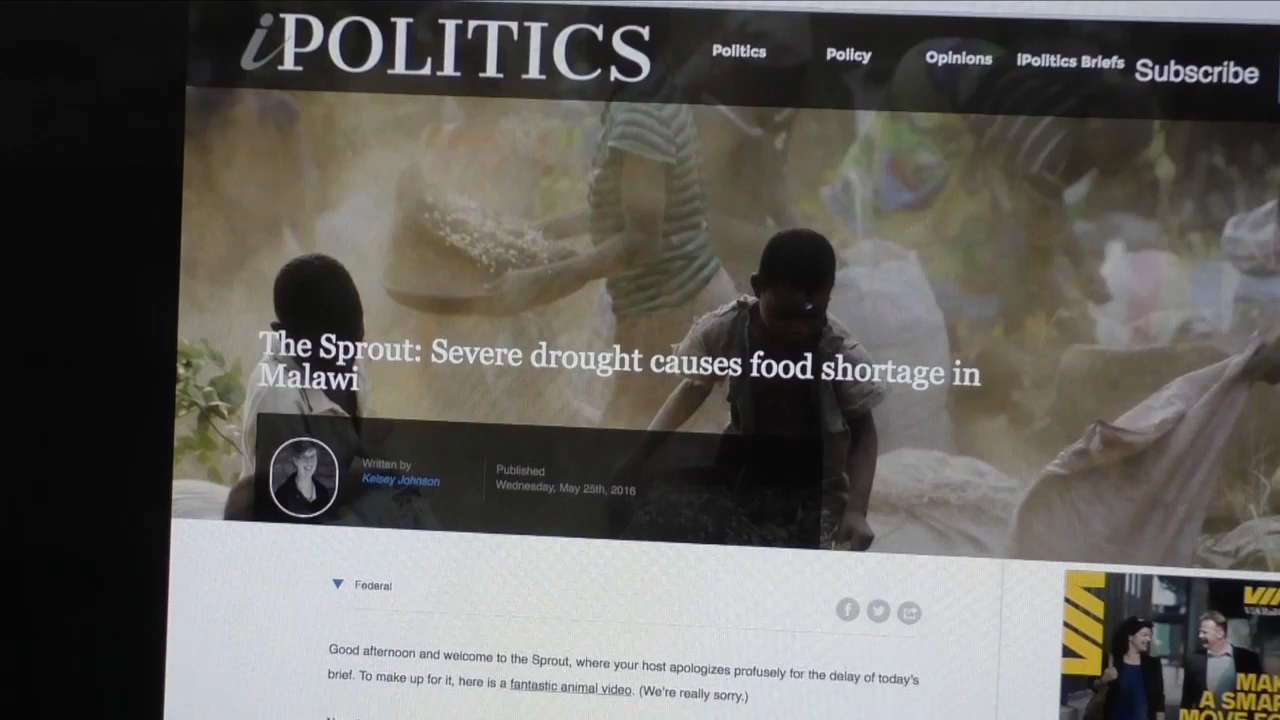 iPOLITICS
Politics Policy Opinions IPolitics Briefs Subscribe
The Sprout: Severe drought causes food shortage in
Malawi
Written by
Kelsey Johnson
Published
Wednesday, May 25th, 2016
Federal
Good afternoon and welcome to the Sprout, where your host apologizes profusely for the delay of today's
brief. To make up for it, here is a fantastic animal video. (We're really sorry.)
VIA
A SMA